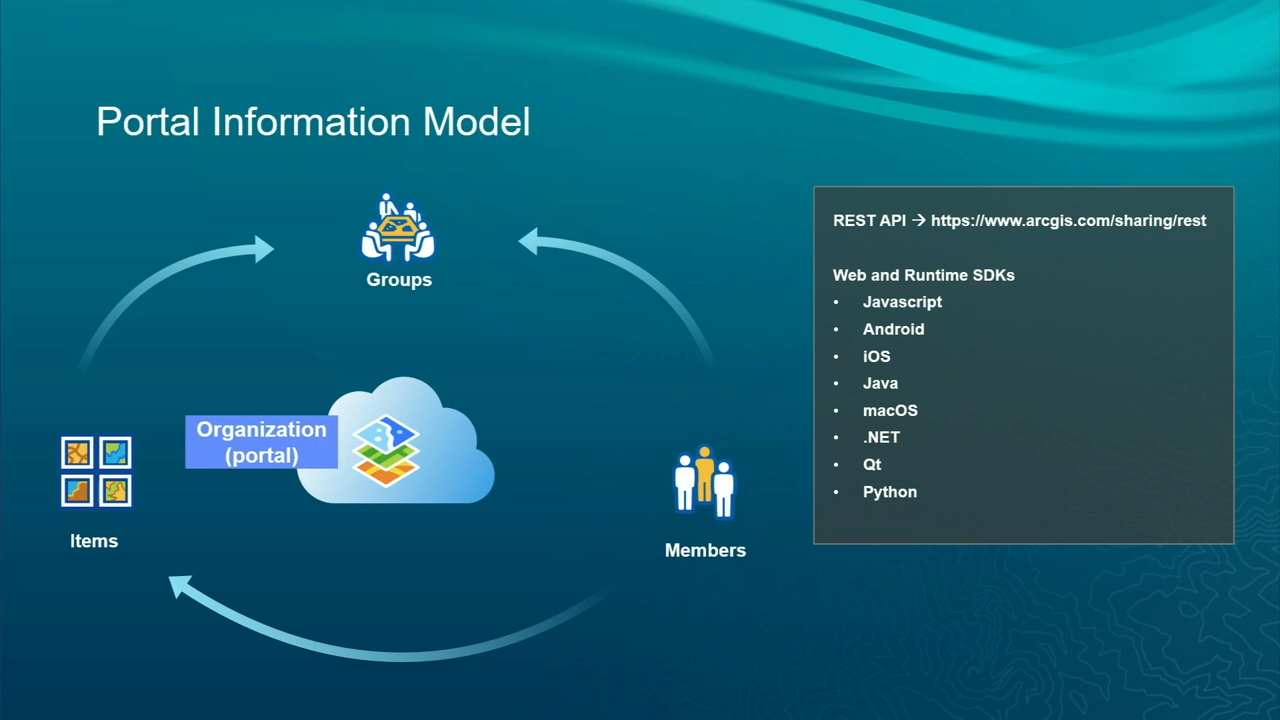 Portal Information Model
Groups
Organization
(portal)
Items
Members
REST API → https://www.arcgis.com/sharing/rest
Web and Runtime SDKs
• Javascript
• Android
• iOS
• Java
• macOS
• .NET
• Qt
• Python